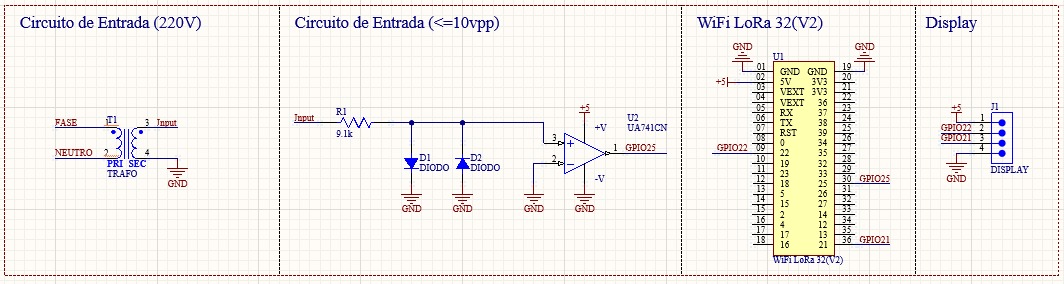 Circuito de Entrada (220V)
FASE
NEUTRO
T1
1
2
3
4
Jnput
PRI SEC
TRAFO
GND
Circuito de Entrada (<=10vpp)
Jnput
R1
9.1k
D1
DIODO
D2
DIODO
GND
GND
GND
GND
+5
+V
-V
3
2
1
+
−
U2
UA741CN
GPIO25
WiFi LoRa 32(V2)
GND
GND
U1
+5
GPIO22
01 GND GND 19
02 5V 3V3 20
03 VEXT 3V3 21
04 VEXT 36 22
05 RX 37 23
06 TX 38 24
07 RST 39 25
08 0 34 26
09 22 35 27
10 19 32 28
11 23 33 29
12 18 25 30 GPIO25
13 5 26 31
14 15 27 32
15 2 14 33
16 4 12 34
17 17 13 35
18 16 21 36 GPIO21
WiFi LoRa 32(V2)
Display
+5
GPIO22
GPIO21
GND
1
2
3
4
J1
DISPLAY